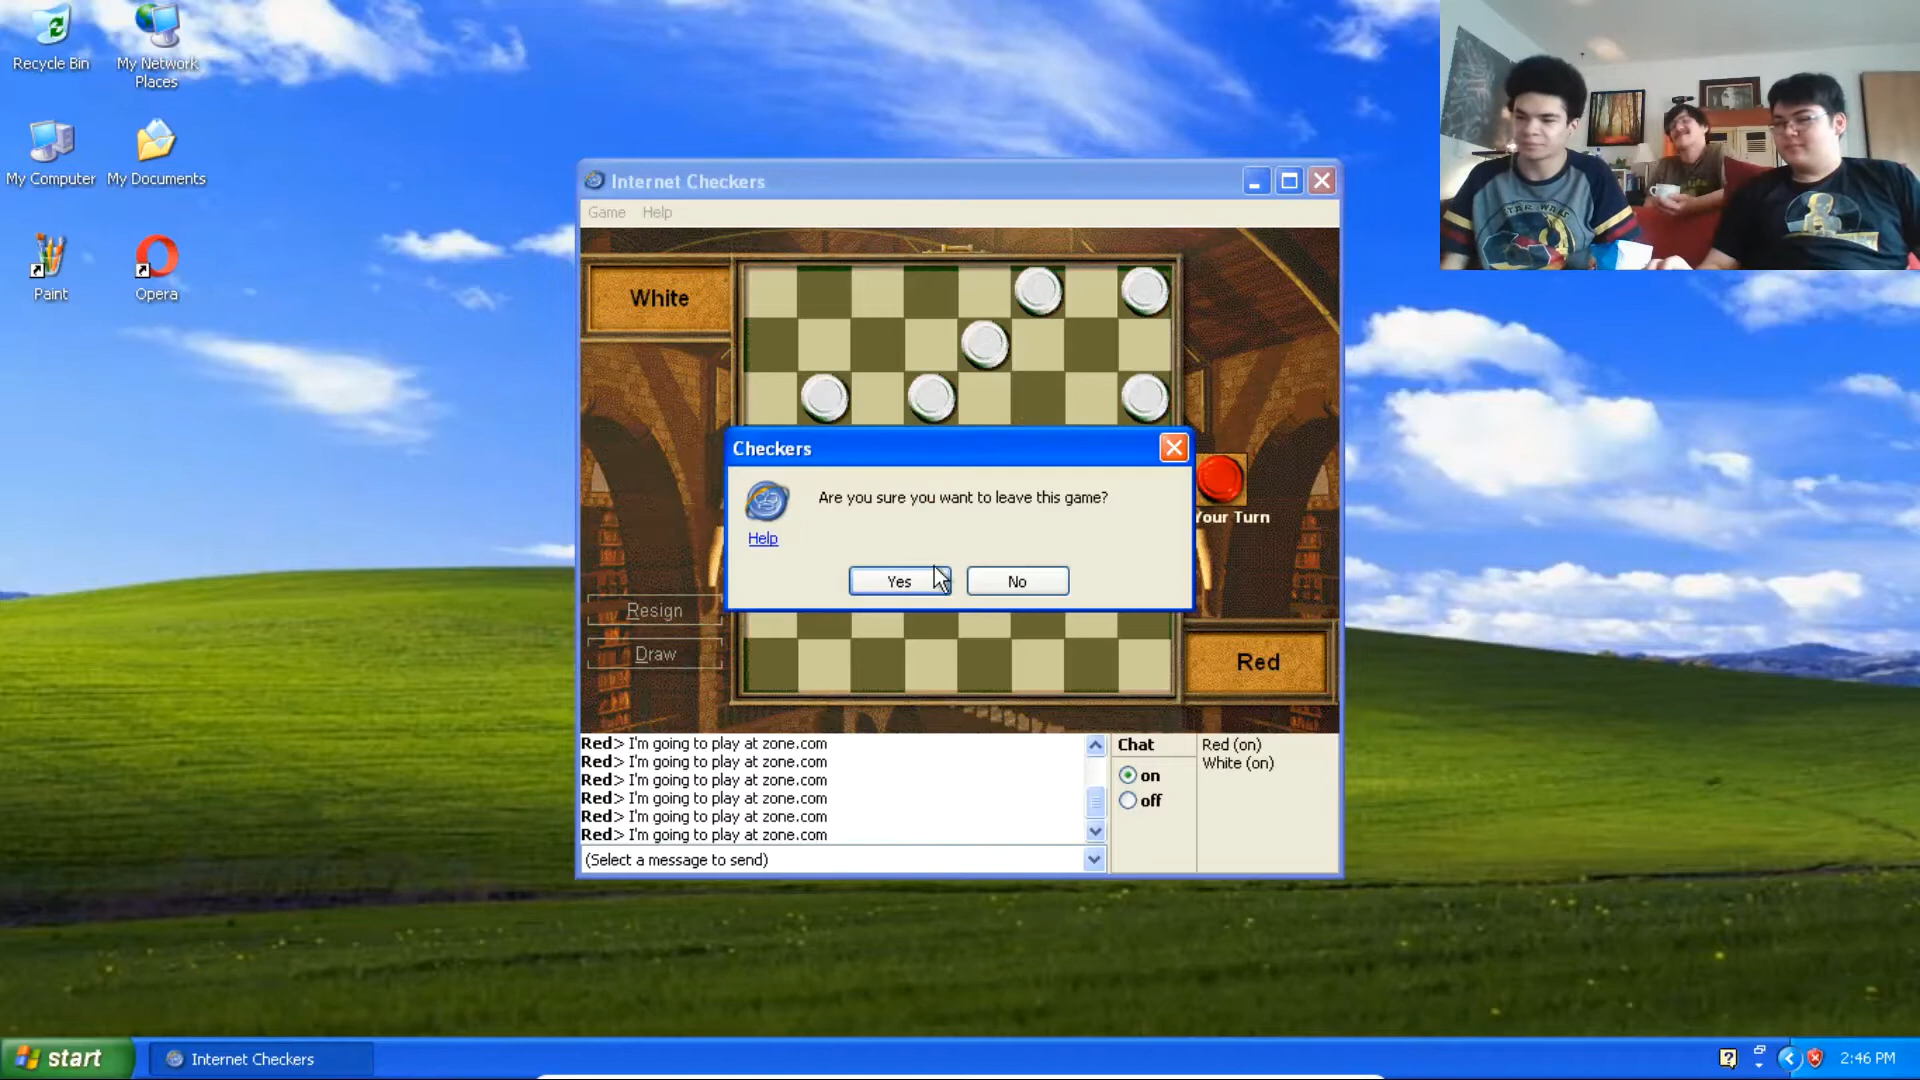 Recycle Bin
My Network
Places
My Computer
My Documents
Paint
Opera
Internet Checkers
Game Help
White
Checkers
Are you sure you want to leave this game?
Help
Yes
No
Your Turn
Resign
Draw
Red
Red> I'm going to play at zone.com
Red> I'm going to play at zone.com
Red> I'm going to play at zone.com
Red> I'm going to play at zone.com
Red> I'm going to play at zone.com
Red> I'm going to play at zone.com
(Select a message to send)
Chat
on
off
Red (on)
White (on)
STAR WARS
start
Internet Checkers
2:46 PM